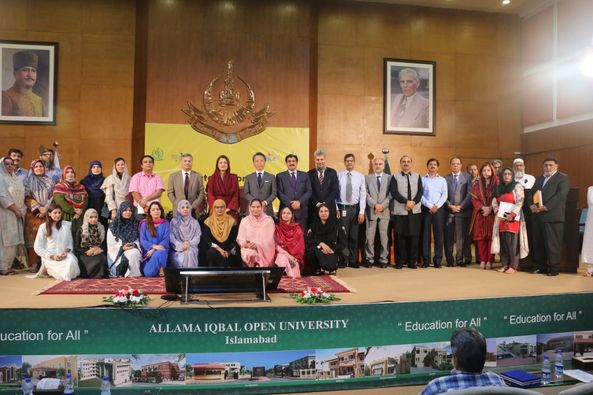 Education for All "
ALLAMA IQBAL OPEN UNIVERSITY
Islamabad
" Education for All "
" Education for All "